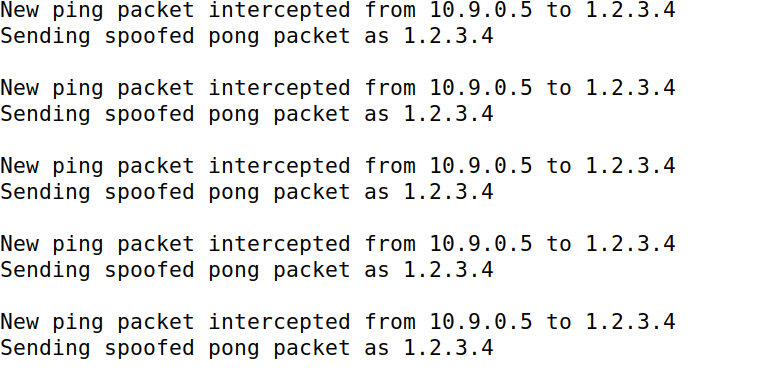 New ping packet intercepted from 10.9.0.5 to 1.2.3.4
Sending spoofed pong packet as 1.2.3.4
New ping packet intercepted from 10.9.0.5 to 1.2.3.4
Sending spoofed pong packet as 1.2.3.4
New ping packet intercepted from 10.9.0.5 to 1.2.3.4
Sending spoofed pong packet as 1.2.3.4
New ping packet intercepted from 10.9.0.5 to 1.2.3.4
Sending spoofed pong packet as 1.2.3.4
New ping packet intercepted from 10.9.0.5 to 1.2.3.4
Sending spoofed pong packet as 1.2.3.4